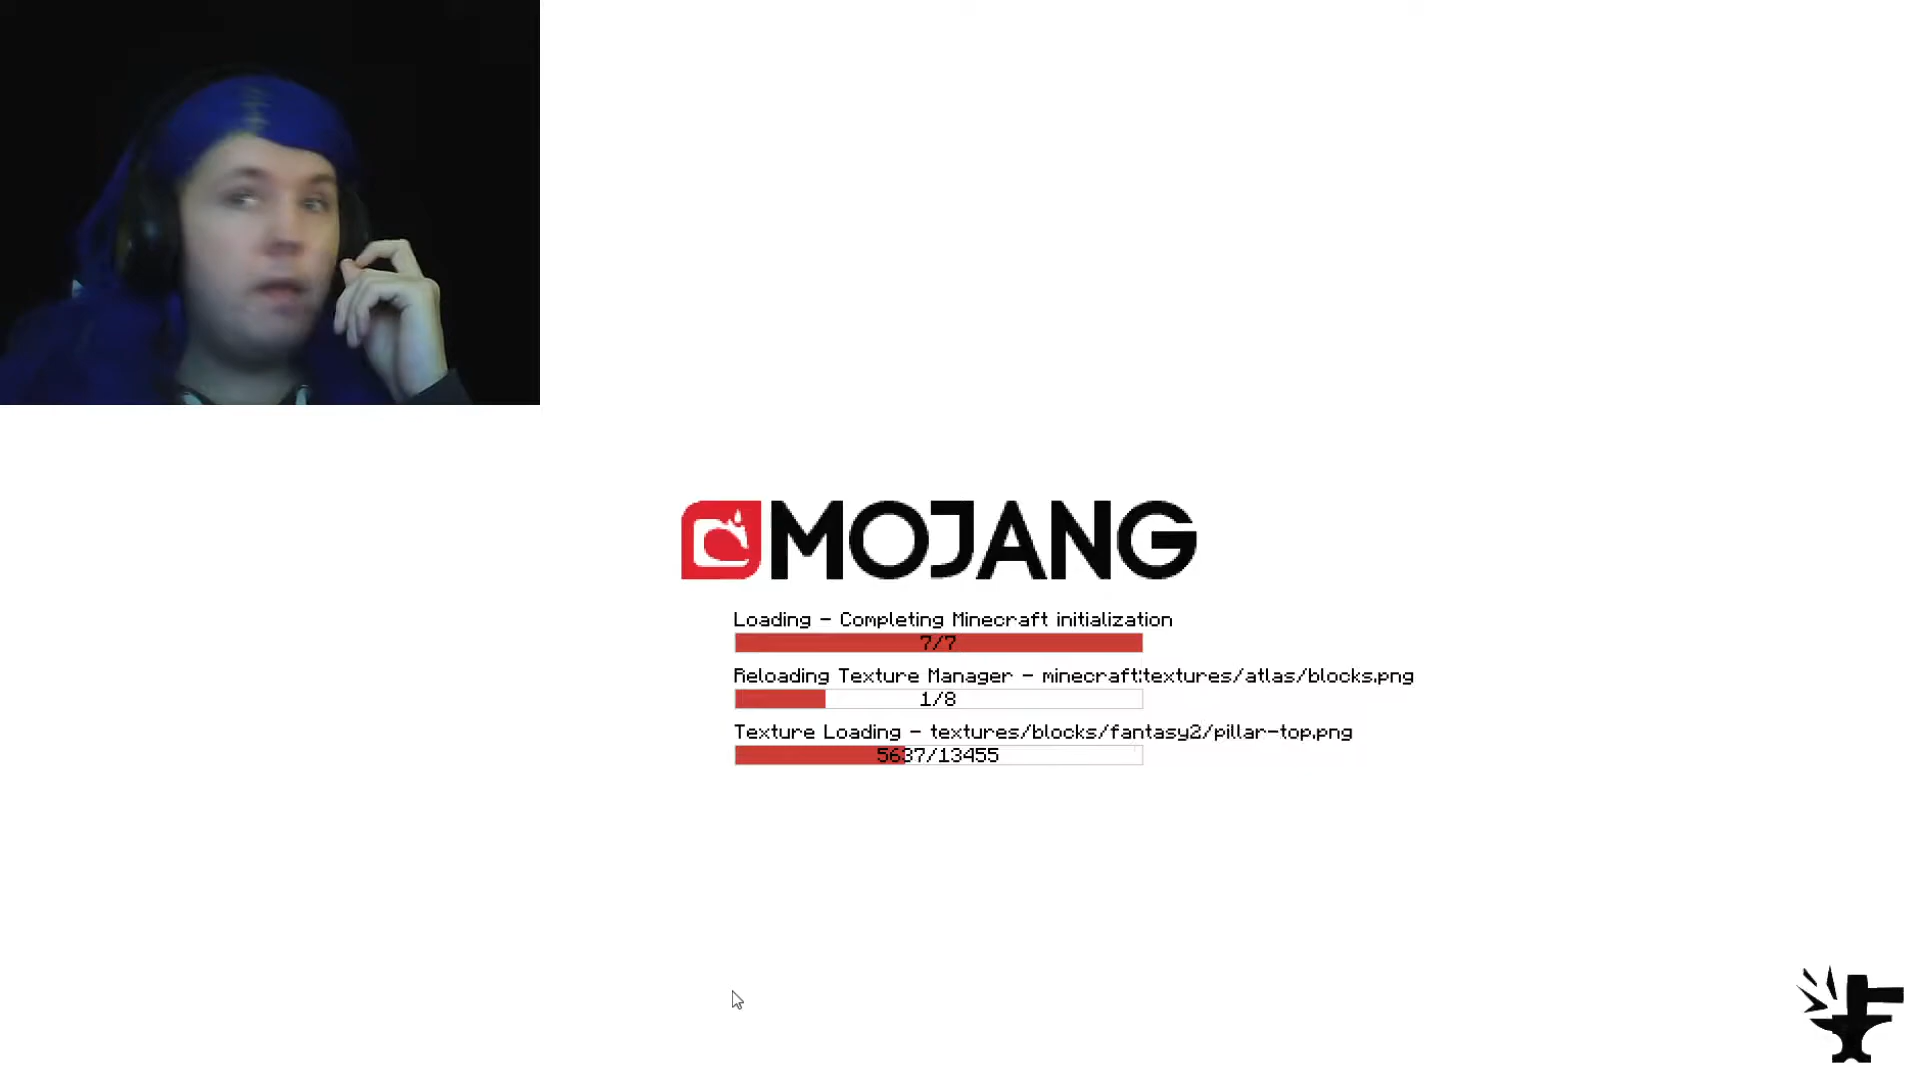 MOJANG
Loading - Completing Minecraft initialization
7/7
Reloading Texture Manager - minecraft:textures/atlas/blocks.png
1/8
Texture Loading - textures/blocks/fantasy2/pillar-top.png
5637/13455